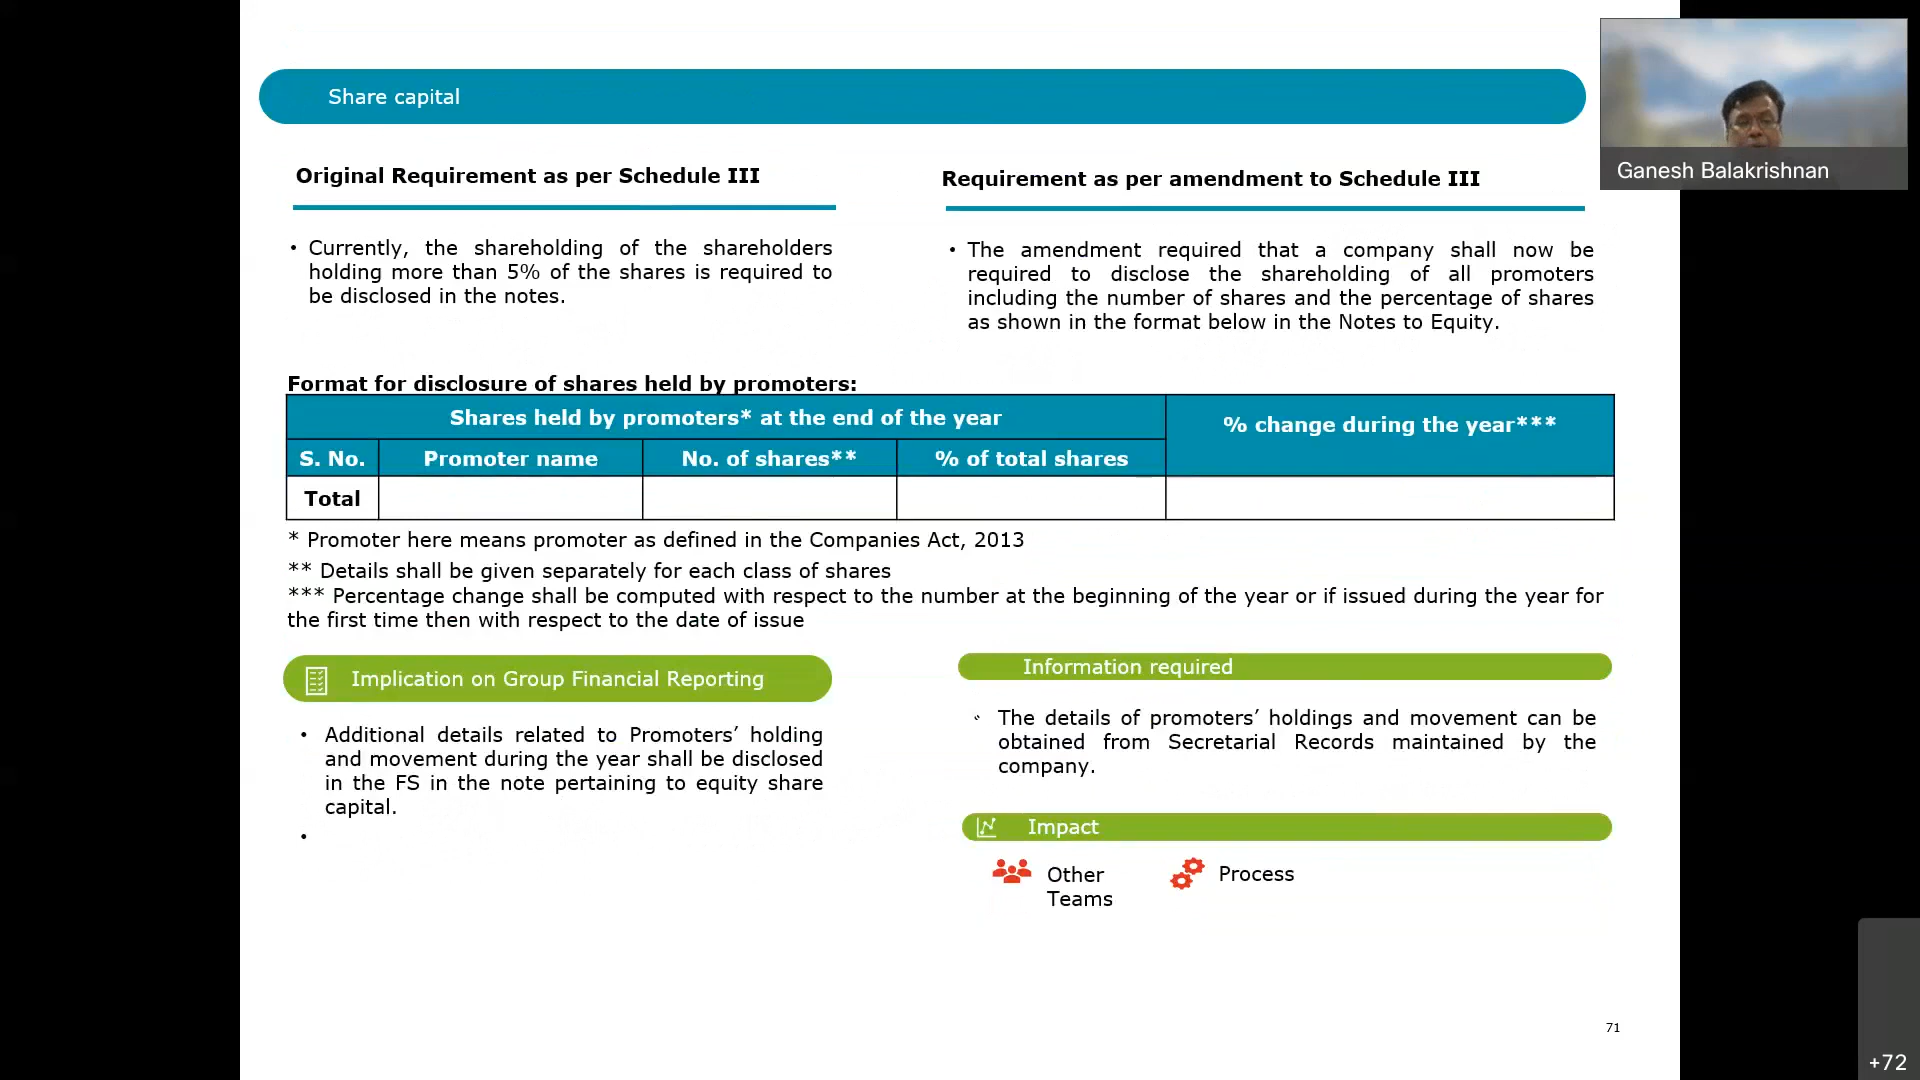 Share capital
Ganesh Balakrishnan
Original Requirement as per Schedule III
• Currently, the shareholding of the shareholders
holding more than 5% of the shares is required to
be disclosed in the notes.
Requirement as per amendment to Schedule III
• The amendment required that a company shall now be
required to disclose the shareholding of all promoters
including the number of shares and the percentage of shares
as shown in the format below in the Notes to Equity.
Format for disclosure of shares held by promoters:
Shares held by promoters* at the end of the year
% change during the year***
S. No. Promoter name No. of shares** % of total shares
Total
* Promoter here means promoter as defined in the Companies Act, 2013
** Details shall be given separately for each class of shares
*** Percentage change shall be computed with respect to the number at the beginning of the year or if issued during the year for
the first time then with respect to the date of issue
Implication on Group Financial Reporting
• Additional details related to Promoters’ holding
and movement during the year shall be disclosed
in the FS in the note pertaining to equity share
capital.
•
Information required
The details of promoters’ holdings and movement can be
obtained from Secretarial Records maintained by the
company.
Impact
Other
Teams
Process
71
+72